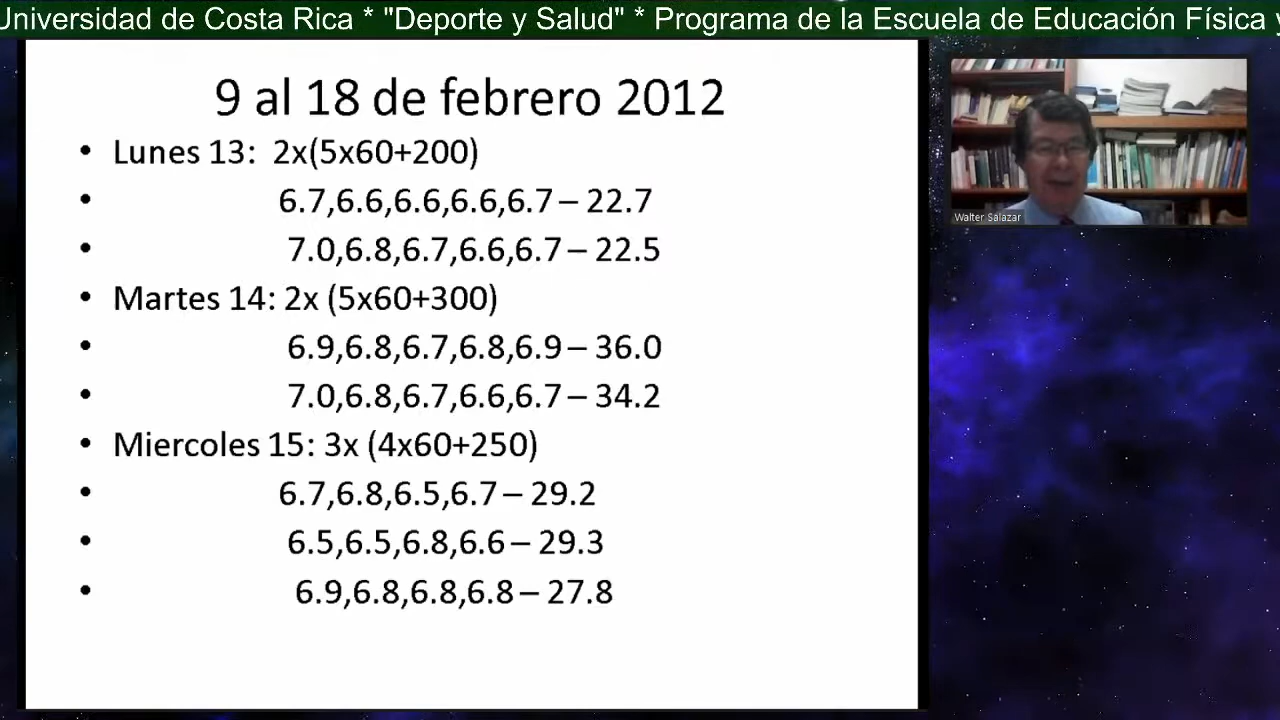 Universidad de Costa Rica * "Deporte y Salud" * Programa de la Escuela de Educación Física y
9 al 18 de febrero 2012
• Lunes 13: 2x(5x60+200)
• 6.7,6.6,6.6,6.6,6.7 – 22.7
• 7.0,6.8,6.7,6.6,6.7 – 22.5
• Martes 14: 2x (5x60+300)
• 6.9,6.8,6.7,6.8,6.9 – 36.0
• 7.0,6.8,6.7,6.6,6.7 – 34.2
• Miercoles 15: 3x (4x60+250)
• 6.7,6.8,6.5,6.7 – 29.2
• 6.5,6.5,6.8,6.6 – 29.3
• 6.9,6.8,6.8,6.8 – 27.8
Walter Salazar